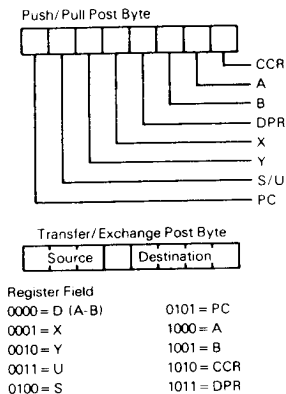 Push/Pull Post Byte
CCR
A
B
DPR
X
Y
S/U
PC
Transfer/Exchange Post Byte
Source Destination
Register Field
0000 = D (A-B) 0101 = PC
0001 = X 1000 = A
0010 = Y 1001 = B
0011 = U 1010 = CCR
0100 = S 1011 = DPR